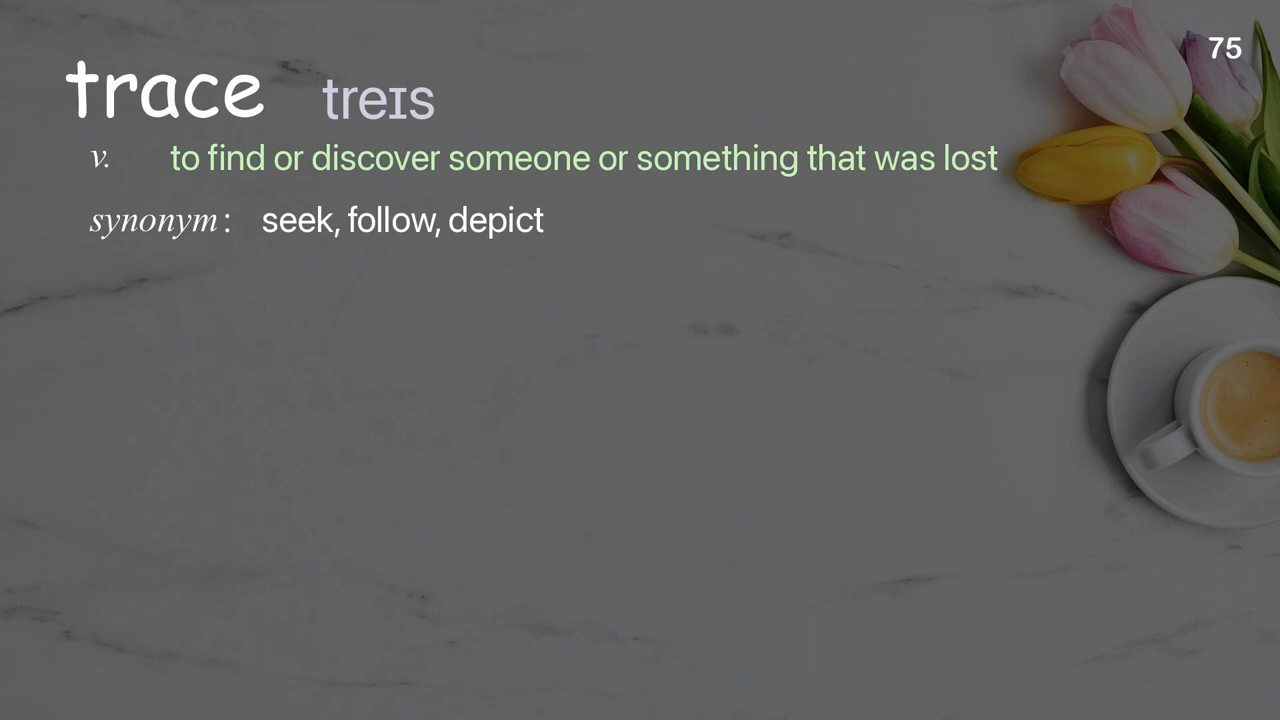 75
trace treɪs
v. to find or discover someone or something that was lost
synonym: seek, follow, depict